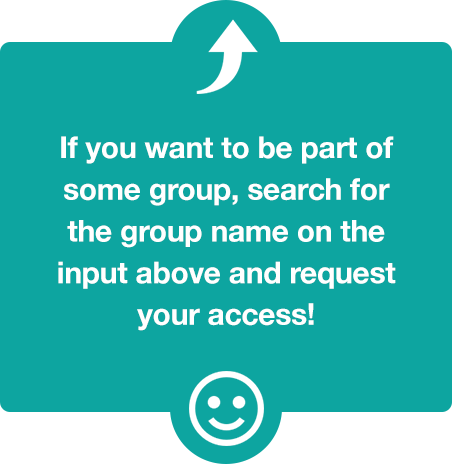 If you want to be part of
some group, search for
the group name on the
input above and request
your access!